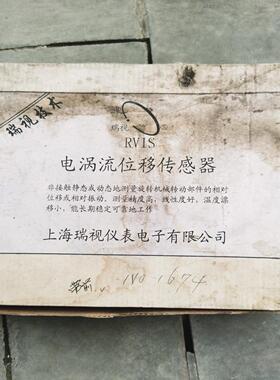 瑞视技术
瑞视
RVIS
电涡流位移传感器
非接触静态或动态地测量旋转机械转动部件的相对
位移或相对振动，测量精度高，线性度好，温度漂
移小，能长期稳定可靠地工作
上海瑞视仪表电子有限公司
1674